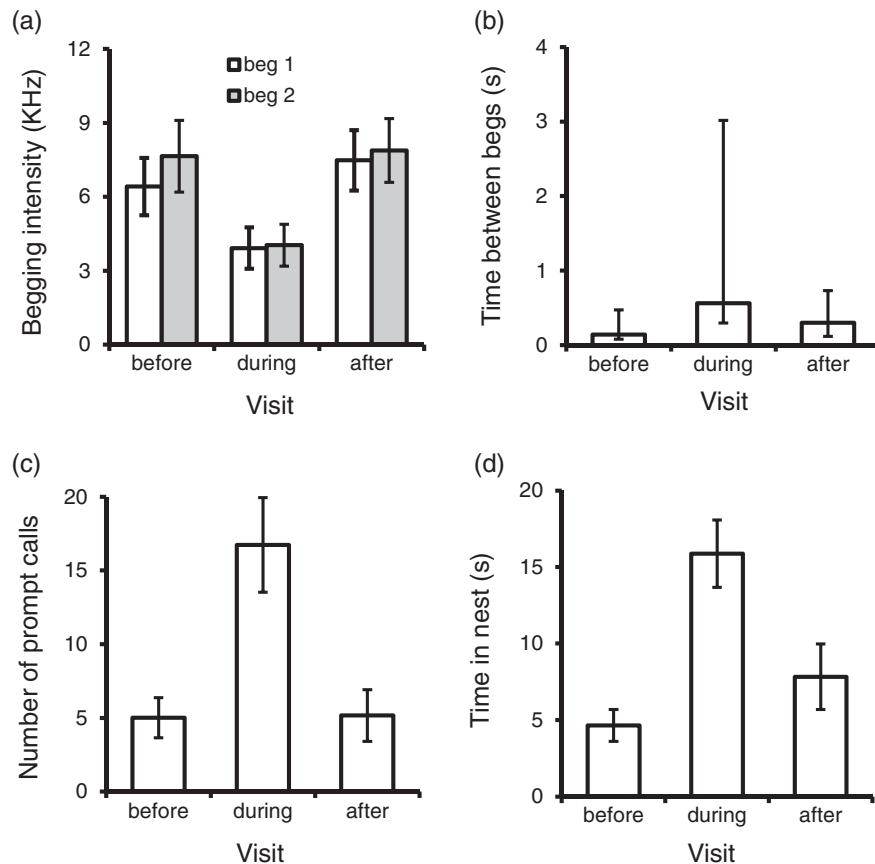 (a)
Begging intensity (KHz)
12
9
6
3
0
beg 1
beg 2
before during after
Visit
(b)
Time between begs (s)
4
3
2
1
0
before during after
Visit
(c)
Number of prompt calls
20
15
10
5
0
before during after
Visit
(d)
Time in nest (s)
20
15
10
5
0
before during after
Visit